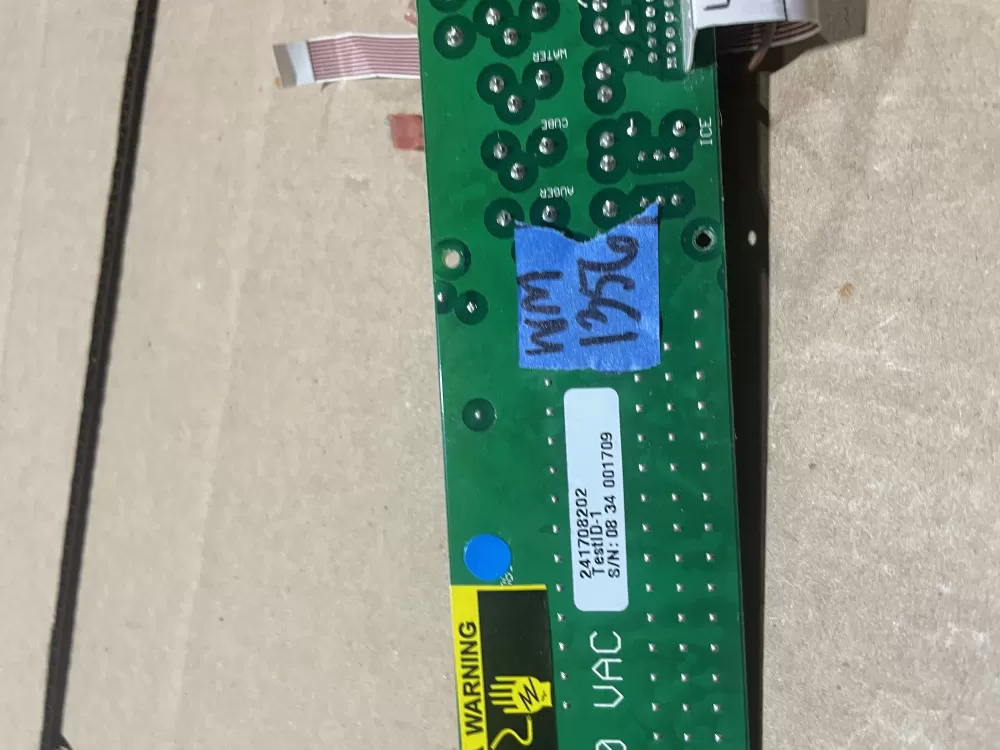 WATER
CUBE
AUGER
ICE
WM
1356
241708202
TestID-1
S/N: 08 34 001709
WARNING
0 VAC